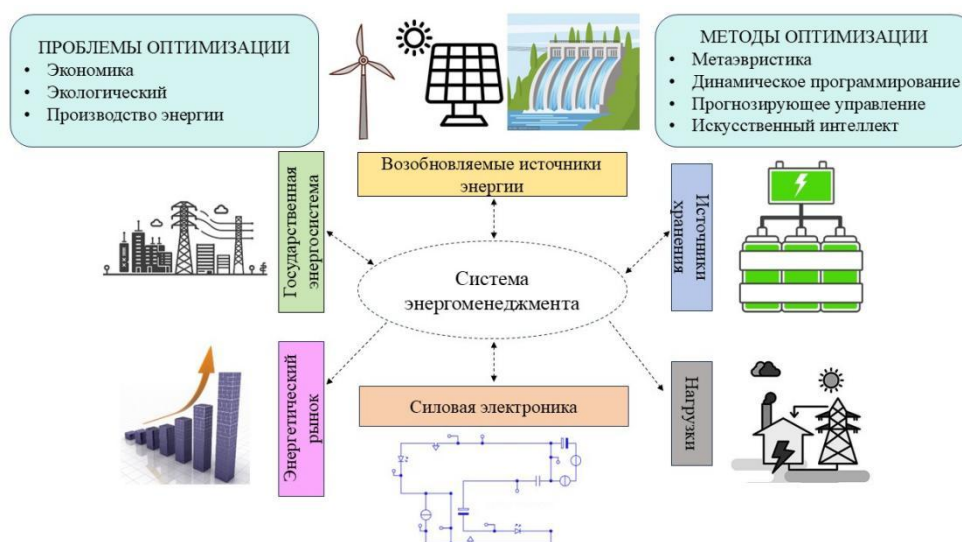 ПРОБЛЕМЫ ОПТИМИЗАЦИИ
• Экономика
• Экологический
• Производство энергии
МЕТОДЫ ОПТИМИЗАЦИИ
• Метаэвристика
• Динамическое программирование
• Прогнозирующее управление
• Искусственный интеллект
Возобновляемые источники
энергии
Государственная
энергосистема
Источники
хранения
Система
энергоменеджмента
Энергетический
рынок
Силовая электроника
Нагрузки